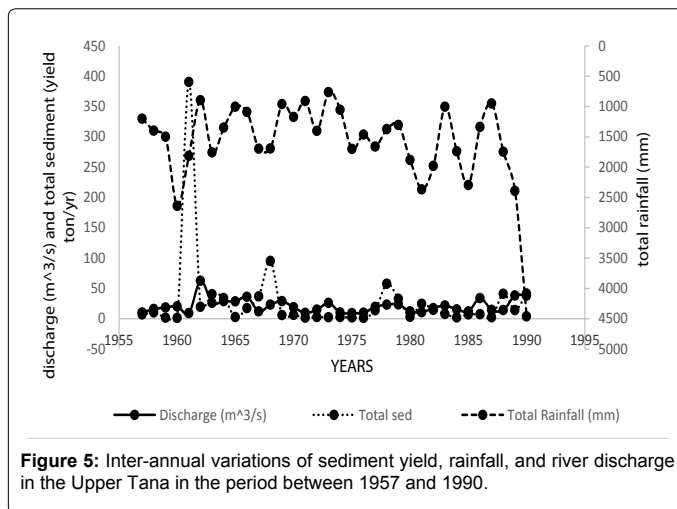 450
400
350
300
250
200
150
100
50
0
-50
discharge (m^3/s) and total sediment (yield
ton/yr)
0
500
1000
1500
2000
2500
3000
3500
4000
4500
5000
total rainfall (mm)
1955 1960 1965 1970 1975 1980 1985 1990 1995
YEARS
Discharge (m^3/s) Total sed Total Rainfall (mm)
Figure 5: Inter-annual variations of sediment yield, rainfall, and river discharge
in the Upper Tana in the period between 1957 and 1990.